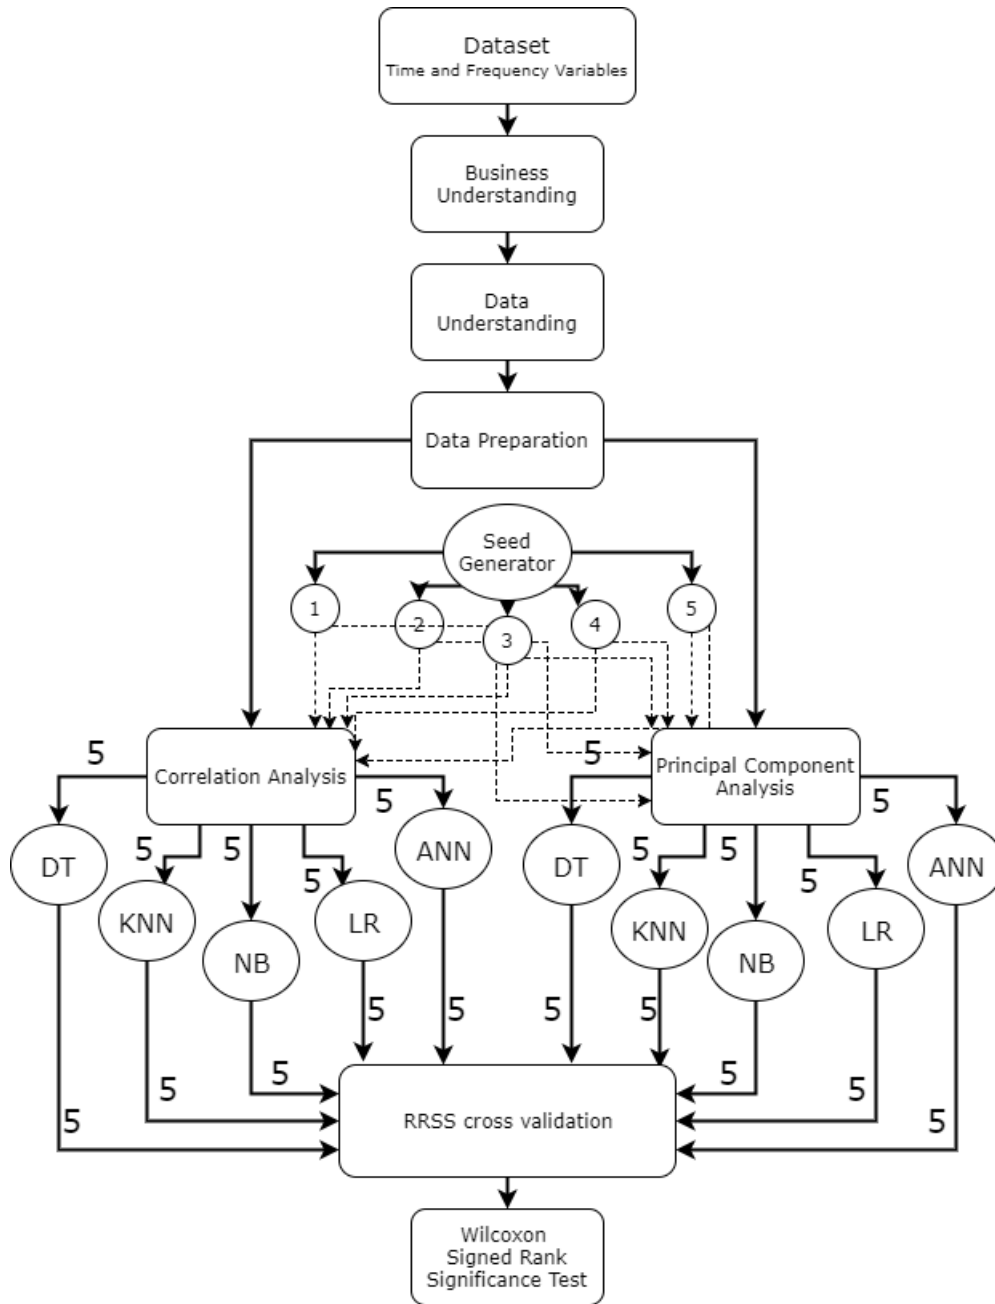 Dataset
Time and Frequency Variables
Business
Understanding
Data
Understanding
Data Preparation
Seed
Generator
1
2
3
4
5
5
Correlation Analysis
5
Principal Component
Analysis
5
5
5
5
5
5
5
5
5
DT
KNN
NB
LR
ANN
DT
KNN
NB
LR
ANN
5
5
5
5
5
5
5
5
5
5
RRSS cross validation
Wilcoxon
Signed Rank
Significance Test